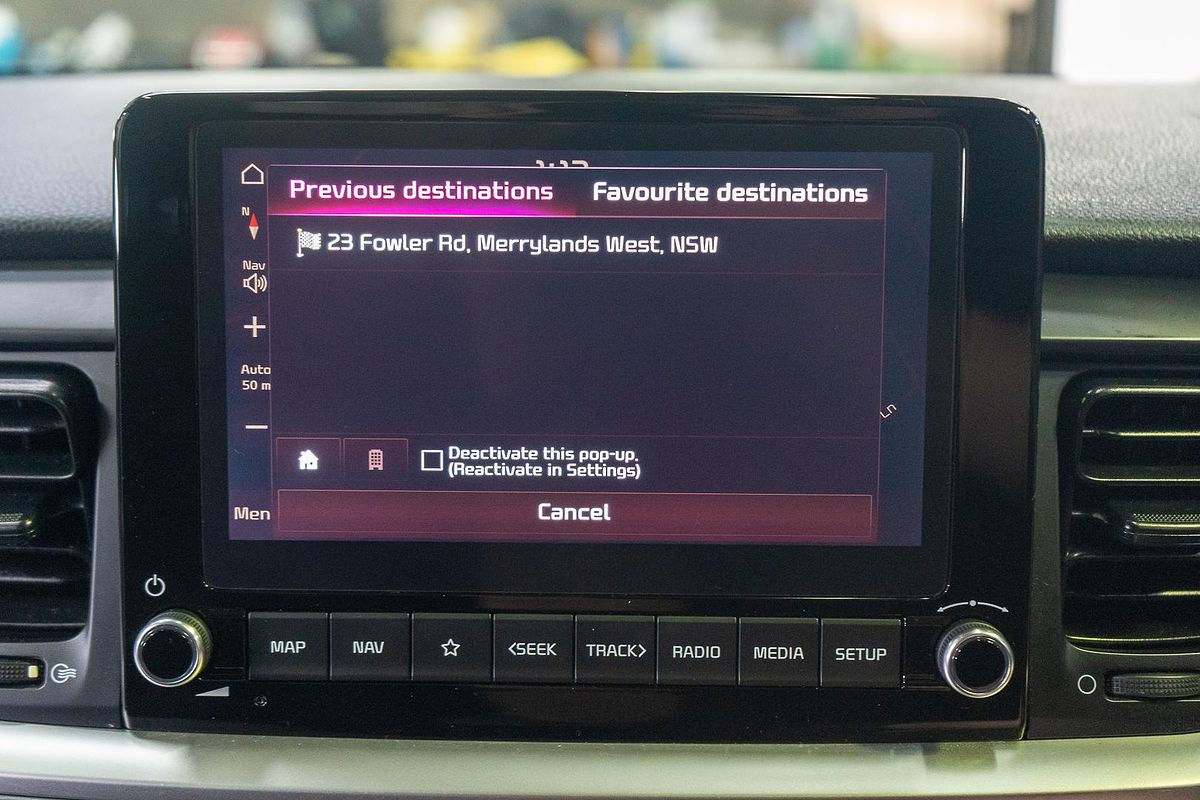 Previous destinations
Favourite destinations
N
23 Fowler Rd, Merrylands West, NSW
Nav
Auto
50 m
5
Deactivate this pop-up.
(Reactivate in Settings)
Men
Cancel
MAP
NAV
<SEEK
TRACK>
RADIO
MEDIA
SETUP